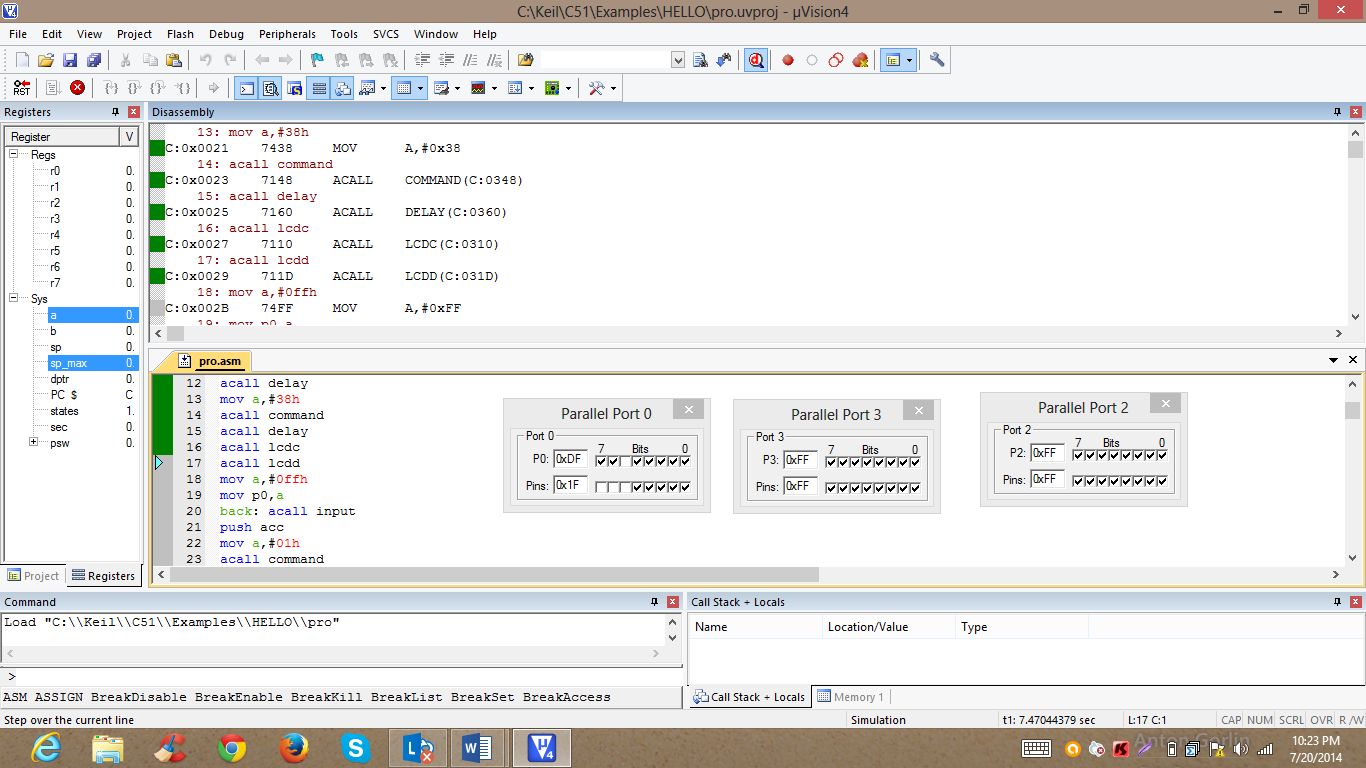 C:\Keil\C51\Examples\HELLO\pro.uvproj - µVision4
File Edit View Project Flash Debug Peripherals Tools SVCS Window Help
RST
Registers
Register V
Regs
r0 0.
r1 0.
r2 0.
r3 0.
r4 0.
r5 0.
r6 0.
r7 0.
Sys
a 0.
b 0.
sp 0.
sp_max 0.
dptr 0.
PC $ C
states 1.
sec 0.
psw 0.
Project Registers
Disassembly
13: mov a,#38h
C:0x0021 7438 MOV A,#0x38
14: acall command
C:0x0023 7148 ACALL COMMAND(C:0348)
15: acall delay
C:0x0025 7160 ACALL DELAY(C:0360)
16: acall lcdc
C:0x0027 7110 ACALL LCDC(C:0310)
17: acall lcdd
C:0x0029 711D ACALL LCDD(C:031D)
18: mov a,#0ffh
C:0x002B 74FF MOV A,#0xFF
19: mov p0,a
pro.asm
12 acall delay
13 mov a,#38h
14 acall command
15 acall delay
16 acall lcdc
17 acall lcdd
18 mov a,#0ffh
19 mov p0,a
20 back: acall input
21 push acc
22 mov a,#01h
23 acall command
Parallel Port 0
Port 0
7 Bits 0
P0: 0xDF
Pins: 0x1F
Parallel Port 3
Port 3
7 Bits 0
P3: 0xFF
Pins: 0xFF
Parallel Port 2
Port 2
7 Bits 0
P2: 0xFF
Pins: 0xFF
Command
Load "C:\\Keil\\C51\\Examples\\HELLO\\pro"
>
ASM ASSIGN BreakDisable BreakEnable BreakKill BreakList BreakSet BreakAccess
Call Stack + Locals
Name Location/Value Type
Call Stack + Locals Memory 1
Step over the current line Simulation t1: 7.47044379 sec L:17 C:1 CAP NUM SCRL OVR R /W
Anton Gorlin
10:23 PM
7/20/2014